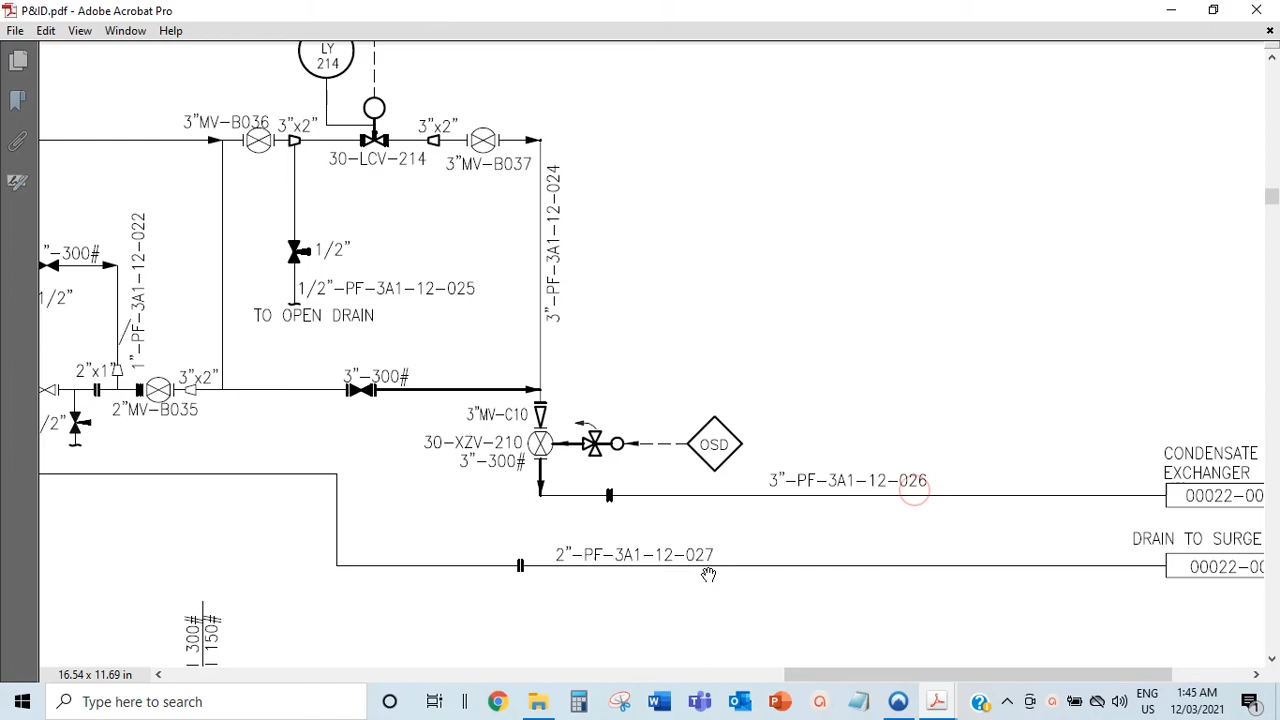 P&ID.pdf - Adobe Acrobat Pro
File Edit View Window Help
LY
214
3"MV-B036
3"x2"
3"x2"
30-LCV-214
3"MV-B037
3"-PF-3A1-12-024
"-300#
1"-PF-3A1-12-022
1/2"
1/2"
1/2"-PF-3A1-12-025
TO OPEN DRAIN
2"x1"
3"x2"
2"MV-B035
/2"
3"-300#
3"MV-C10
30-XZV-210
3"-300#
OSD
3"-PF-3A1-12-026
CONDENSATE
EXCHANGER
00022-00
2"-PF-3A1-12-027
DRAIN TO SURGE
00022-00
300#
150#
16.54 x 11.69 in
Type here to search
ENG
US
1:45 AM
12/03/2021
1